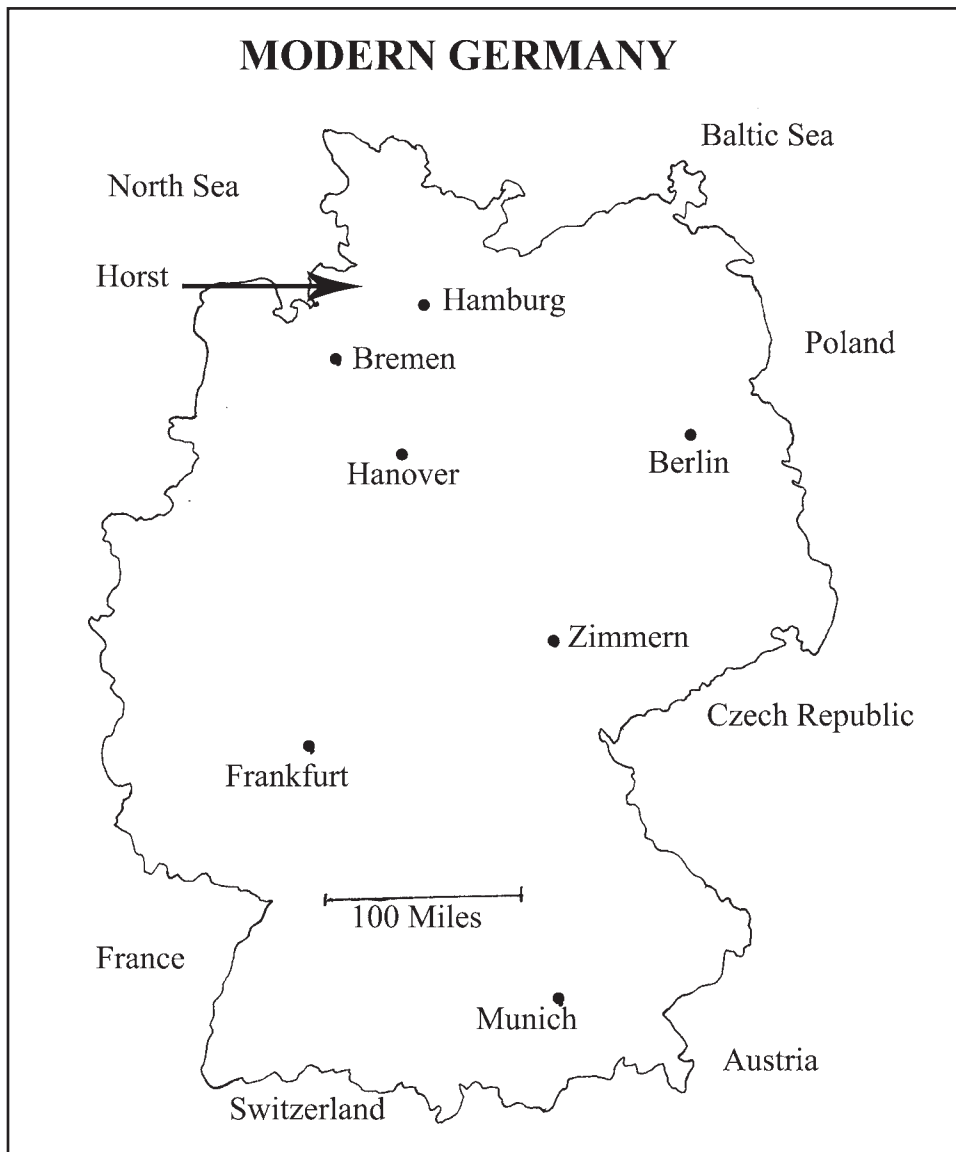 MODERN GERMANY
Baltic Sea
North Sea
Horst
Hamburg
Poland
Bremen
Berlin
Hanover
Zimmern
Czech Republic
Frankfurt
100 Miles
France
Munich
Austria
Switzerland